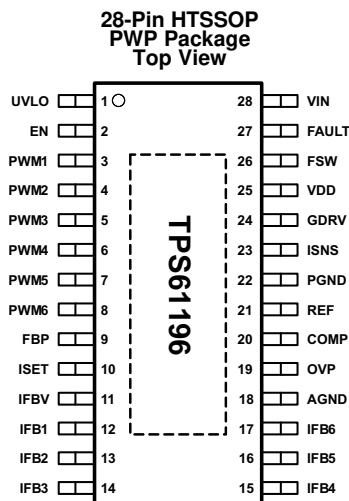 28-Pin HTSSOP
PWP Package
Top View
UVLO 1 28 VIN
EN 2 27 FAULT
PWM1 3 26 FSW
PWM2 4 25 VDD
PWM3 5 24 GDRV
PWM4 6 23 ISNS
PWM5 7 22 PGND
PWM6 8 21 REF
FBP 9 20 COMP
ISET 10 19 OVP
IFBV 11 18 AGND
IFB1 12 17 IFB6
IFB2 13 16 IFB5
IFB3 14 15 IFB4
TPS61196